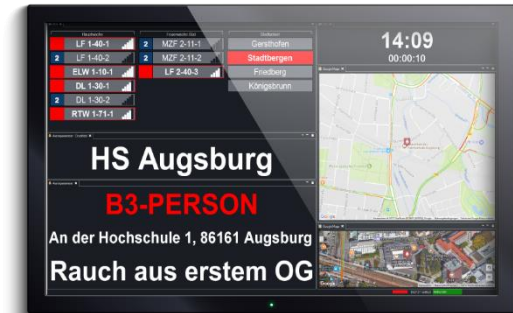 Hauptwache
LF 1-40-1
2 LF 1-40-2
ELW 1-10-1
DL 1-30-1
2 DL 1-30-2
RTW 1-71-1
2 MZF 2-11-1
2 MZF 2-11-2
LF 2-40-3
Gersthofen
Stadtbergen
Friedberg
Königsbrunn
14:09
00:00:10
HS Augsburg
B3-PERSON
An der Hochschule 1, 86161 Augsburg
Rauch aus erstem OG
Google